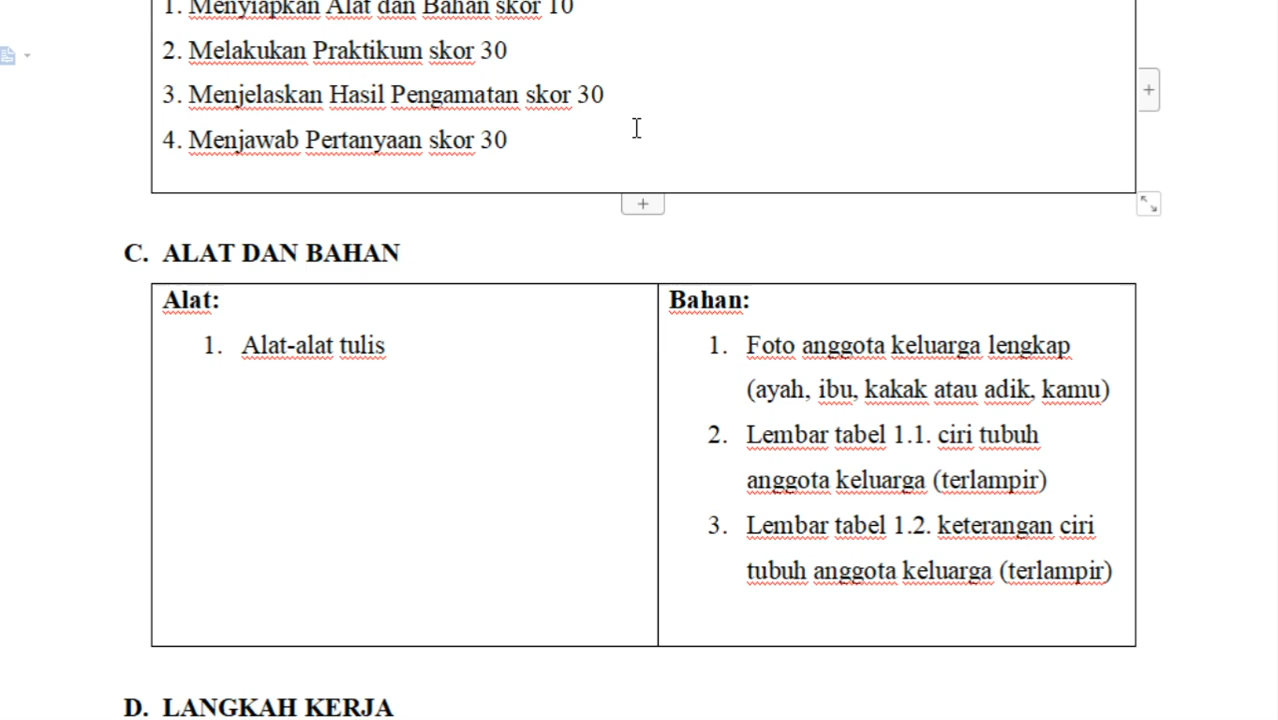 1. Menyiapkan Alat dan Bahan skor 10
2. Melakukan Praktikum skor 30
3. Menjelaskan Hasil Pengamatan skor 30
4. Menjawab Pertanyaan skor 30
C. ALAT DAN BAHAN
Alat:
1. Alat-alat tulis
Bahan:
1. Foto anggota keluarga lengkap
(ayah, ibu, kakak atau adik, kamu)
2. Lembar tabel 1.1. ciri tubuh
anggota keluarga (terlampir)
3. Lembar tabel 1.2. keterangan ciri
tubuh anggota keluarga (terlampir)
D. LANGKAH KERJA